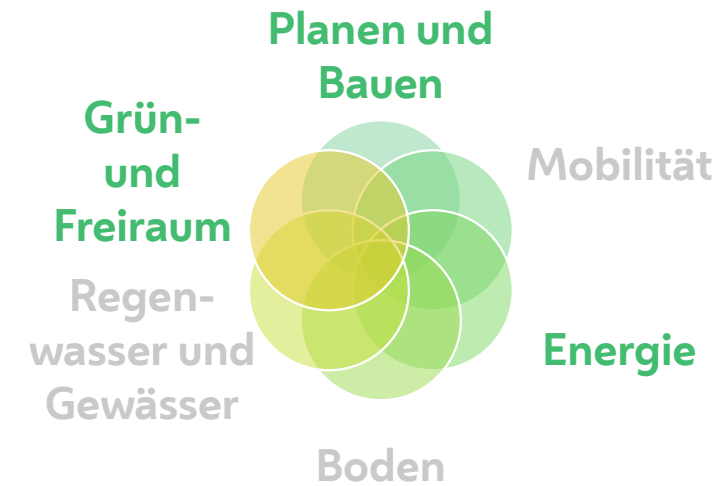 Planen und
Bauen
Grün-
und
Freiraum
Mobilität
Regen-
wasser und
Gewässer
Energie
Boden